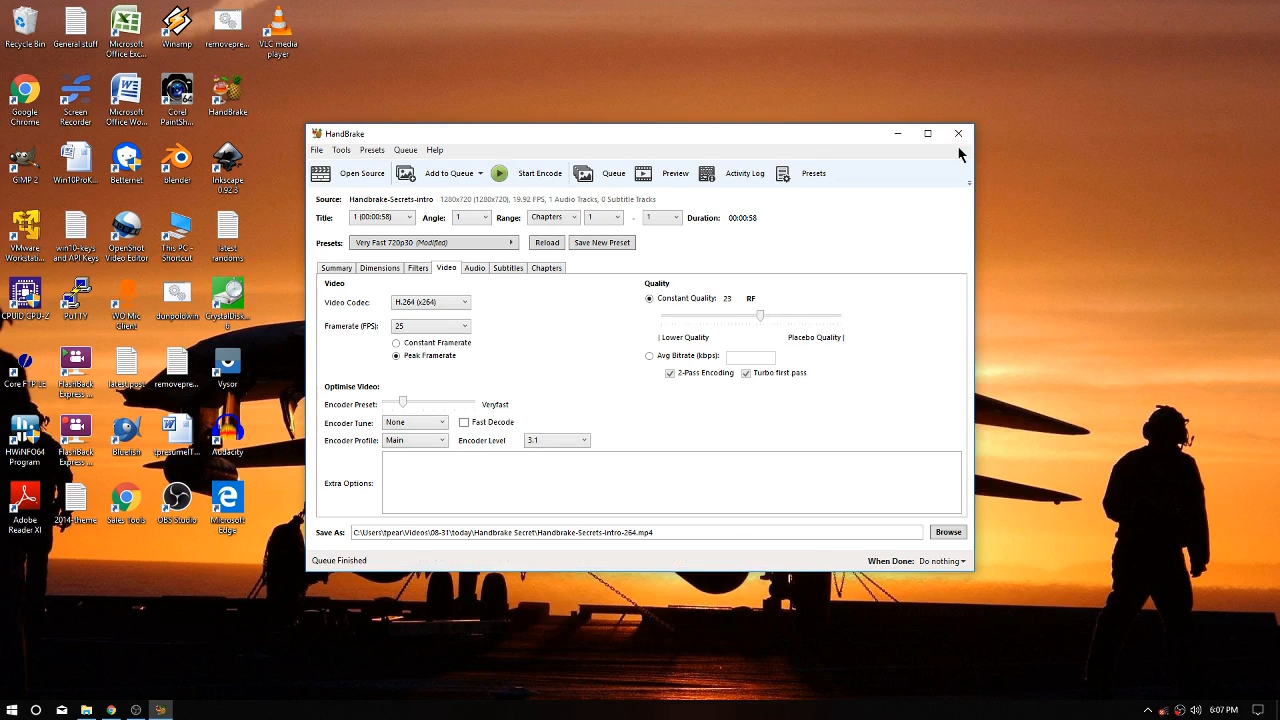 Recycle Bin
General stuff
Microsoft Office Exc...
Winamp
removepre...
VLC media player
Google Chrome
Screen Recorder
Microsoft Office Wo...
Corel PaintSh...
HandBrake
GIMP 2
Win10ProK...
Betternet
blender
Inkscape 0.92.3
VMware Workstati...
win10-keys and API Keys
OpenShot Video Editor
This PC - Shortcut
latest randoms
CPUID CPU-Z
PuTTY
WO Mic Client
dunpoldwin
CrystalDisk... 6
Core FTP LE
FlashBack Express ...
latestpost
removepre...
Vysor
HWiNFO64 Program
FlashBack Express ...
Bluefish
tpresumeIT...
Audacity
Adobe Reader XI
2014-theme
Sales Tools
OBS Studio
Microsoft Edge
HandBrake
File Tools Presets Queue Help
Open Source Add to Queue Start Encode Queue Preview Activity Log Presets
Source: Handbrake-Secrets-intro 1280x720 (1280x720), 19.92 FPS, 1 Audio Tracks, 0 Subtitle Tracks
Title: 1 (00:00:58) Angle: 1 Range: Chapters 1 - 1 Duration: 00:00:58
Presets: Very Fast 720p30 (Modified) Reload Save New Preset
Summary Dimensions Filters Video Audio Subtitles Chapters
Video Quality
Video Codec: H.264 (x264) Constant Quality: 23 RF
Framerate (FPS): 25
| Lower Quality Placebo Quality |
Constant Framerate
Peak Framerate Avg Bitrate (kbps):
2-Pass Encoding Turbo first pass
Optimise Video:
Encoder Preset: Veryfast
Encoder Tune: None Fast Decode
Encoder Profile: Main Encoder Level 3.1
Extra Options:
Save As: C:\Users\tpear\Videos\08-31\today\Handbrake Secret\Handbrake-Secrets-intro-264.mp4 Browse
Queue Finished When Done: Do nothing
6:07 PM